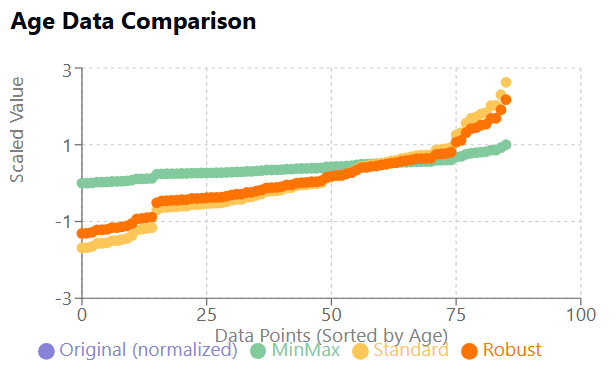 Age Data Comparison
Scaled Value
3
1
-1
-3
0 25 50 75 100
Data Points (Sorted by Age)
Original (normalized) MinMax Standard Robust